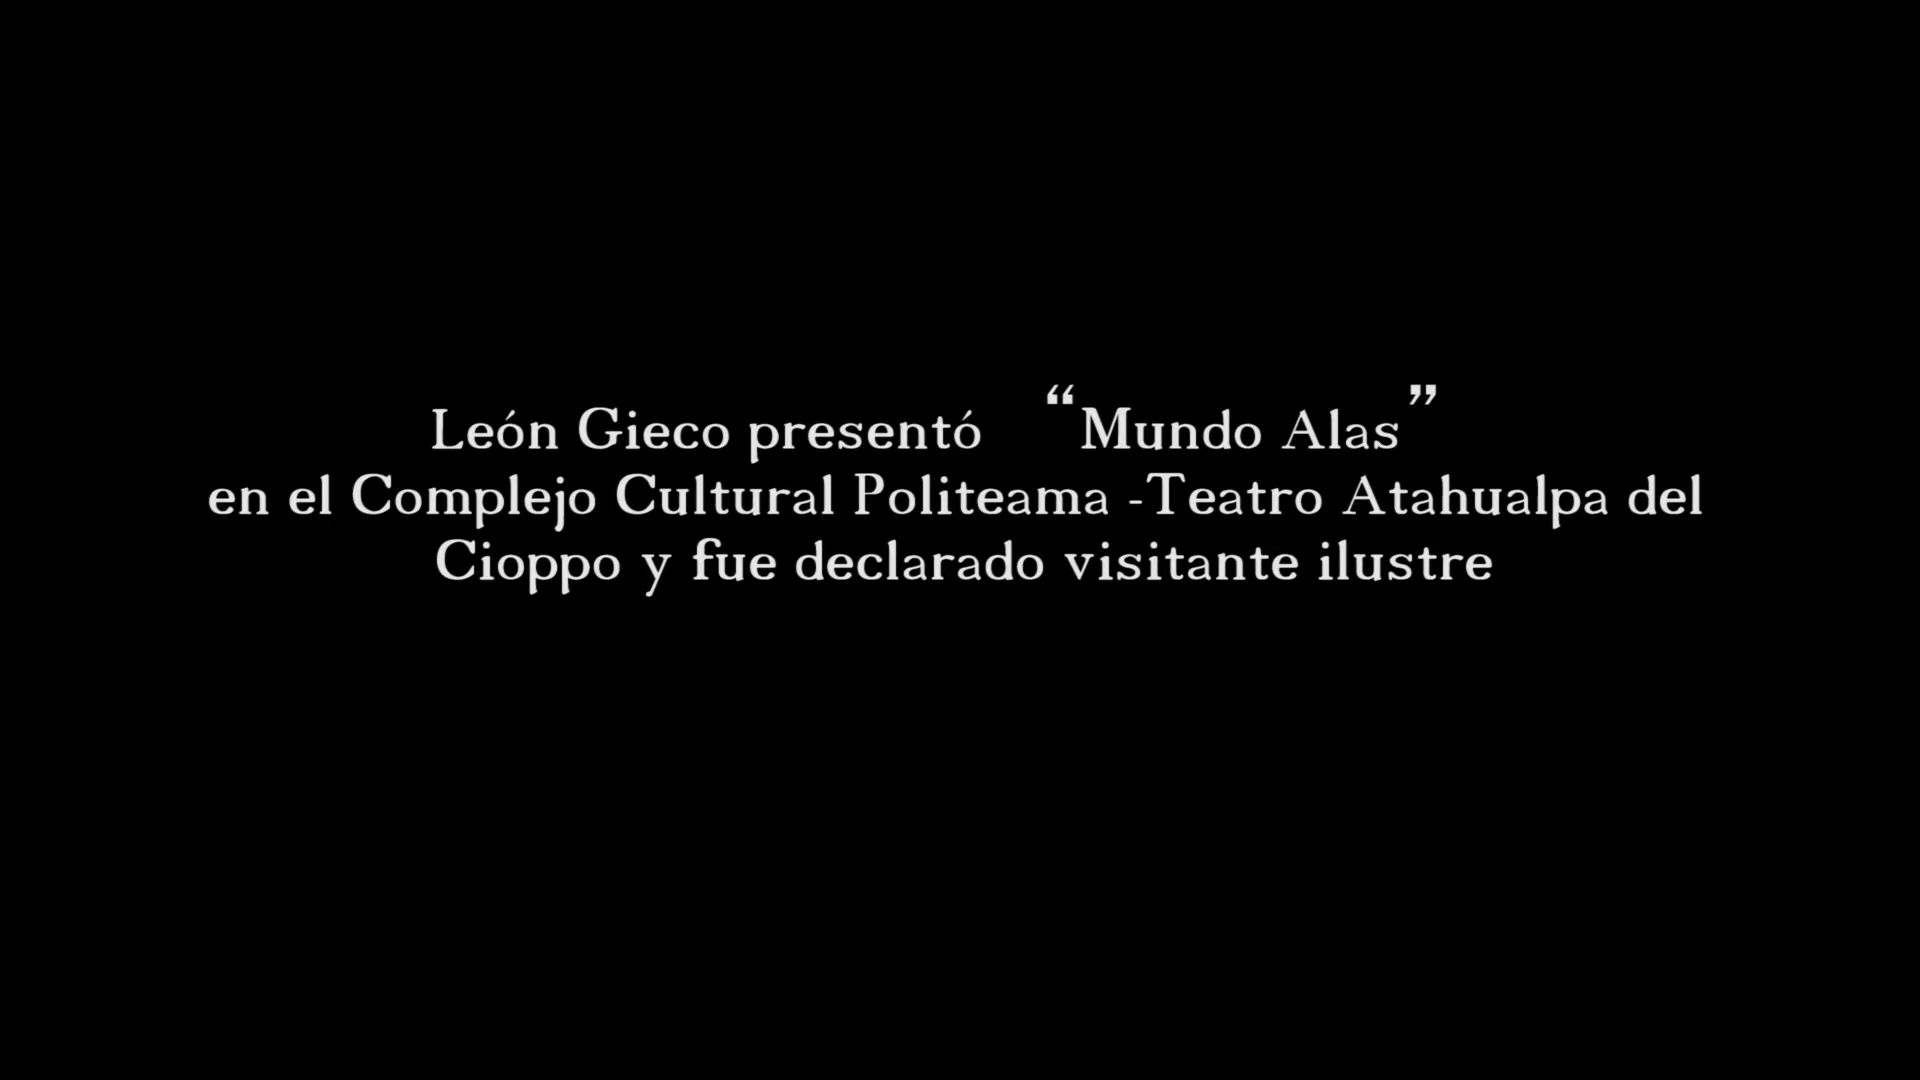 León Gieco presentó “Mundo Alas”
en el Complejo Cultural Politeama -Teatro Atahualpa del
Cioppo y fue declarado visitante ilustre